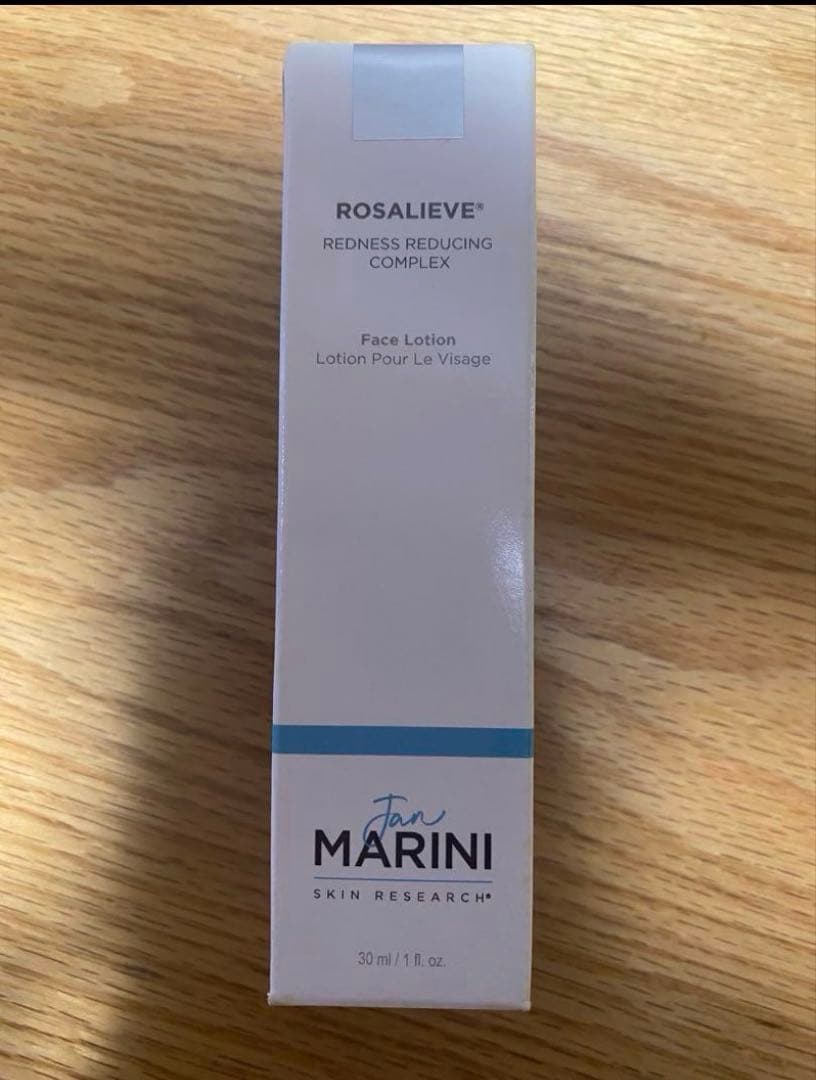 ROSALIEVE®
REDNESS REDUCING
COMPLEX
Face Lotion
Lotion Pour Le Visage
Jan
MARINI
SKIN RESEARCH®
30 ml / 1 fl. oz.